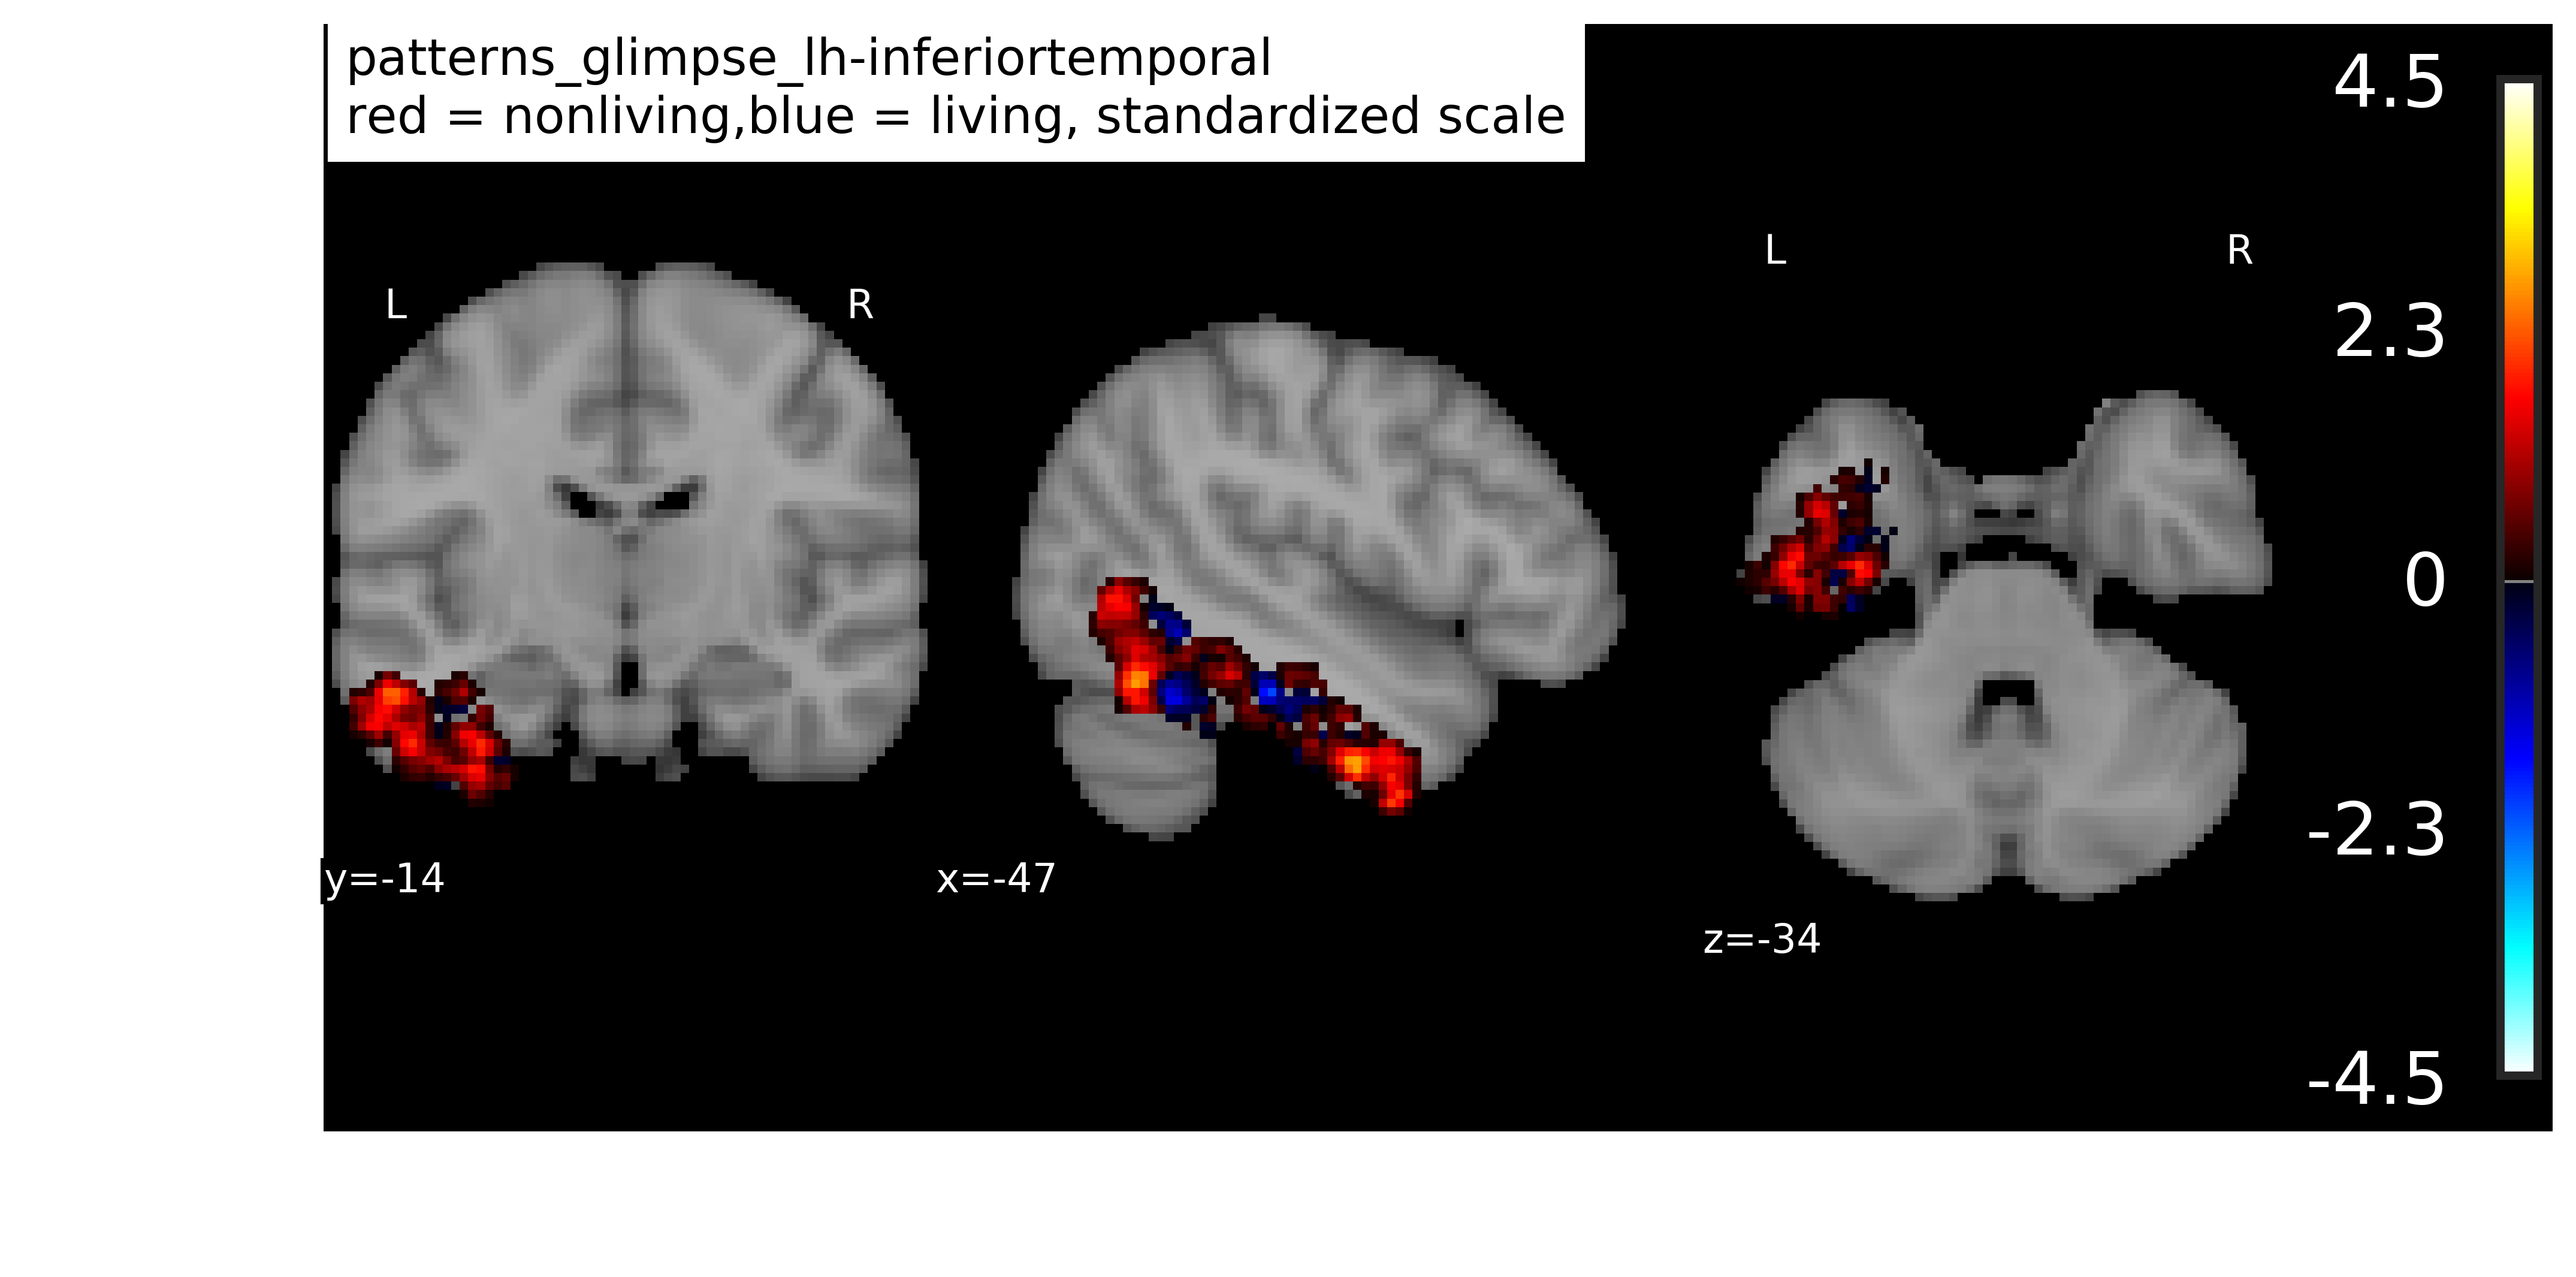 patterns_glimpse_lh-inferiortemporal
red = nonliving,blue = living, standardized scale
L
R
L
R
y=-14
x=-47
z=-34
4.5
2.3
0
-2.3
-4.5